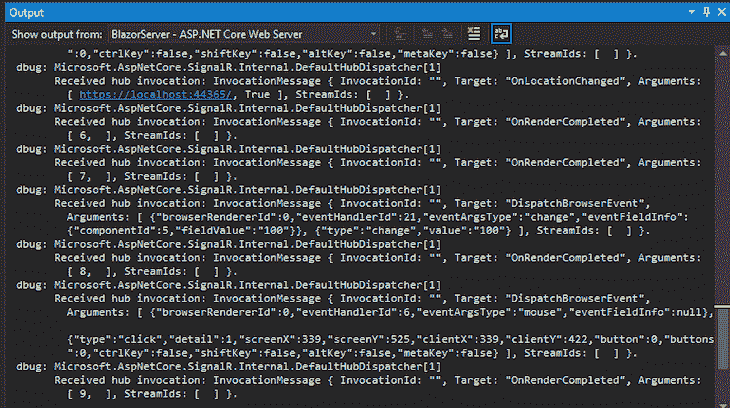 Output
Show output from: BlazorServer - ASP.NET Core Web Server
":0,"ctrlKey":false,"shiftKey":false,"altKey":false,"metaKey":false} ], StreamIds: [  ] }.
dbug: Microsoft.AspNetCore.SignalR.Internal.DefaultHubDispatcher[1]
Received hub invocation: InvocationMessage { InvocationId: "", Target: "OnLocationChanged", Arguments:
[ https://localhost:44365/, True ], StreamIds: [  ] }.
dbug: Microsoft.AspNetCore.SignalR.Internal.DefaultHubDispatcher[1]
Received hub invocation: InvocationMessage { InvocationId: "", Target: "OnRenderCompleted", Arguments:
[ 6,  ], StreamIds: [  ] }.
dbug: Microsoft.AspNetCore.SignalR.Internal.DefaultHubDispatcher[1]
Received hub invocation: InvocationMessage { InvocationId: "", Target: "OnRenderCompleted", Arguments:
[ 7,  ], StreamIds: [  ] }.
dbug: Microsoft.AspNetCore.SignalR.Internal.DefaultHubDispatcher[1]
Received hub invocation: InvocationMessage { InvocationId: "", Target: "DispatchBrowserEvent",
Arguments: [ {"browserRendererId":0,"eventHandlerId":21,"eventArgsType":"change","eventFieldInfo":
{"componentId":5,"fieldValue":"100"}}, {"type":"change","value":"100"} ], StreamIds: [  ] }.
dbug: Microsoft.AspNetCore.SignalR.Internal.DefaultHubDispatcher[1]
Received hub invocation: InvocationMessage { InvocationId: "", Target: "OnRenderCompleted", Arguments:
[ 8,  ], StreamIds: [  ] }.
dbug: Microsoft.AspNetCore.SignalR.Internal.DefaultHubDispatcher[1]
Received hub invocation: InvocationMessage { InvocationId: "", Target: "DispatchBrowserEvent",
Arguments: [ {"browserRendererId":0,"eventHandlerId":6,"eventArgsType":"mouse","eventFieldInfo":null},
{"type":"click","detail":1,"screenX":339,"screenY":525,"clientX":339,"clientY":422,"button":0,"buttons
":0,"ctrlKey":false,"shiftKey":false,"altKey":false,"metaKey":false} ], StreamIds: [  ] }.
dbug: Microsoft.AspNetCore.SignalR.Internal.DefaultHubDispatcher[1]
Received hub invocation: InvocationMessage { InvocationId: "", Target: "OnRenderCompleted", Arguments:
[ 9,  ], StreamIds: [  ] }.